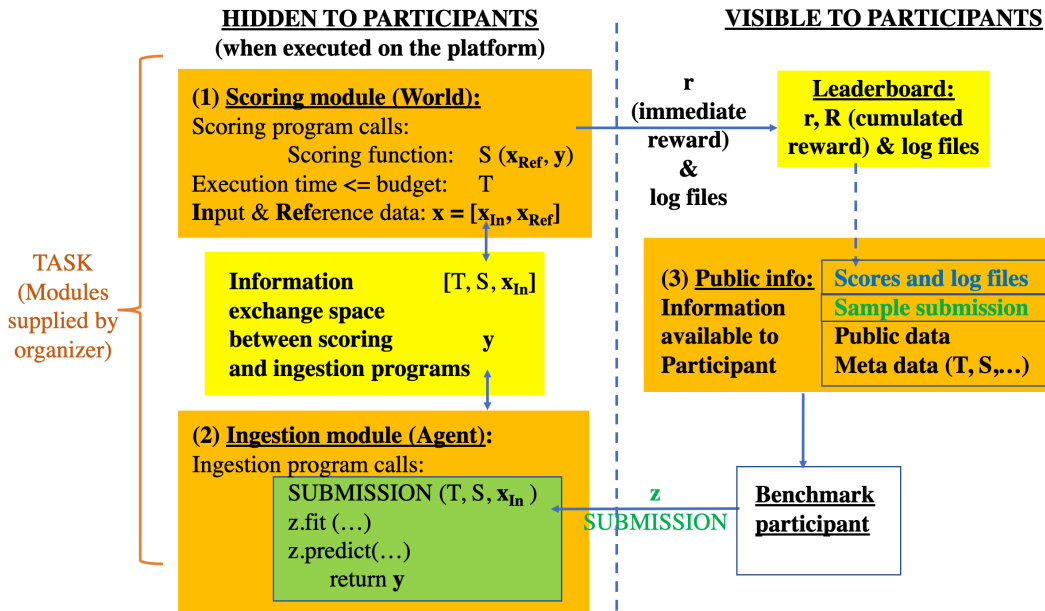 HIDDEN TO PARTICIPANTS
(when executed on the platform)
VISIBLE TO PARTICIPANTS
(1) Scoring module (World):
Scoring program calls:
Scoring function: S (xRef, y)
Execution time <= budget: T
Input & Reference data: x = [xIn, xRef]
r
(immediate
reward)
&
log files
Leaderboard:
r, R (cumulated
reward) & log files
TASK
(Modules
supplied by
organizer)
Information [T, S, xIn]
exchange space
between scoring y
and ingestion programs
(3) Public info:
Information
available to
Participant
Scores and log files
Sample submission
Public data
Meta data (T, S,…)
(2) Ingestion module (Agent):
Ingestion program calls:
SUBMISSION (T, S, xIn )
z.fit (…)
z.predict(…)
return y
z
SUBMISSION
Benchmark
participant